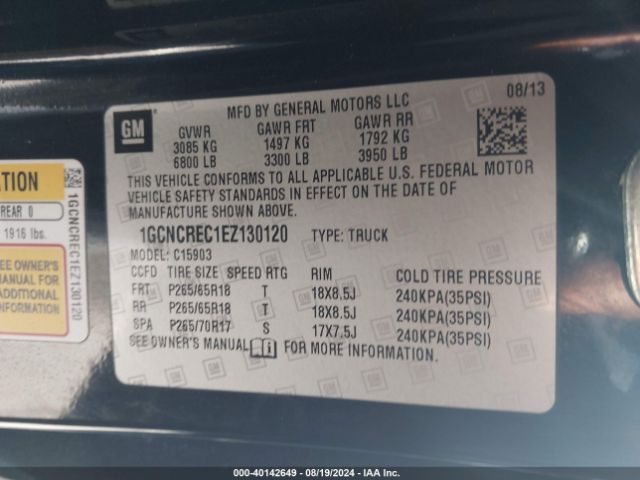 08/13
GM
MFD BY GENERAL MOTORS LLC
GVWR GAWR FRT GAWR RR
3085 KG 1497 KG 1792 KG
6800 LB 3300 LB 3950 LB
THIS VEHICLE CONFORMS TO ALL APPLICABLE U.S. FEDERAL MOTOR
VEHICLE SAFETY STANDARDS IN EFFECT ON THE DATE OF
MANUFACTURE SHOWN ABOVE.
1GCNCREC1EZ130120 TYPE: TRUCK
MODEL: C15903
CCFD TIRE SIZE SPEED RTG RIM COLD TIRE PRESSURE
FRT P265/65R18 T 18X8.5J 240KPA(35PSI)
RR P265/65R18 T 18X8.5J 240KPA(35PSI)
SPA P265/70R17 S 17X7.5J 240KPA(35PSI)
SEE OWNER'S MANUAL FOR MORE INFORMATION.
ATION
REAR 0
1916 lbs.
SEE OWNER'S
MANUAL FOR
ADDITIONAL
INFORMATION
1GCNCREC1EZ130120
000-40142649 - 08/19/2024 - IAA